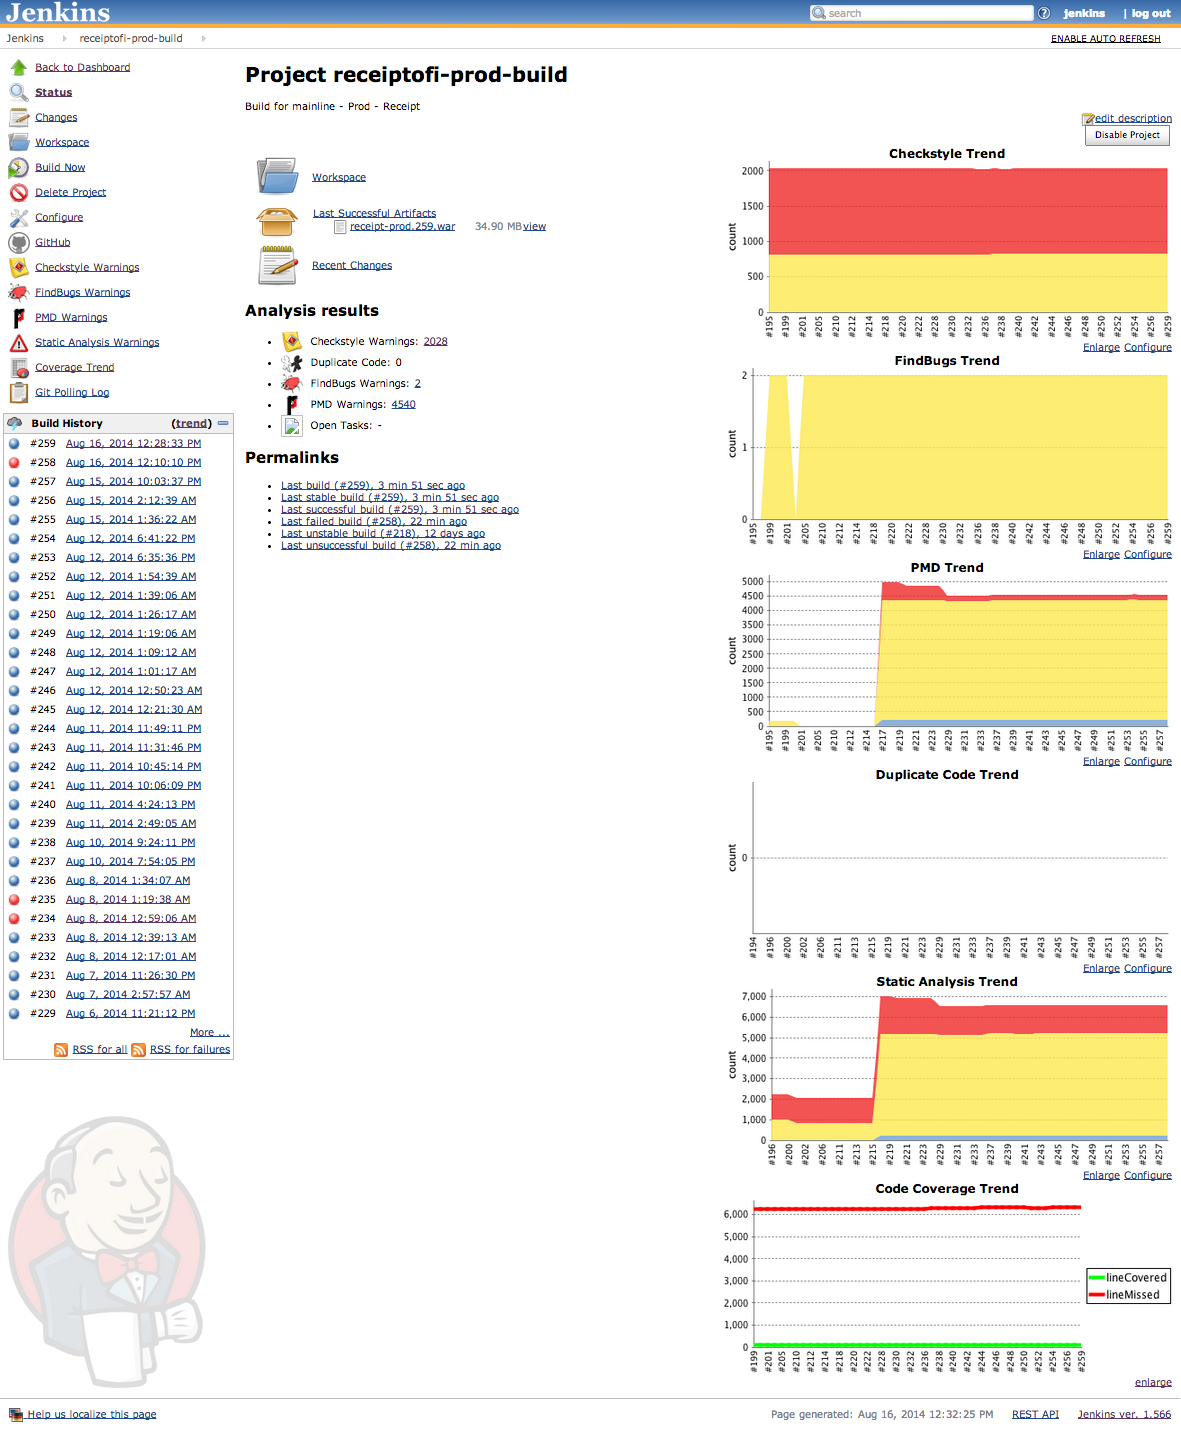 Jenkins
search
jenkins
| log out
Jenkins
receiptofi-prod-build
ENABLE AUTO REFRESH
Back to Dashboard
Status
Changes
Workspace
Build Now
Delete Project
Configure
GitHub
Checkstyle Warnings
FindBugs Warnings
PMD Warnings
Static Analysis Warnings
Coverage Trend
Git Polling Log
Build History (trend)
#259 Aug 16, 2014 12:28:33 PM
#258 Aug 16, 2014 12:10:10 PM
#257 Aug 15, 2014 10:03:37 PM
#256 Aug 15, 2014 2:12:39 AM
#255 Aug 15, 2014 1:36:22 AM
#254 Aug 12, 2014 6:41:22 PM
#253 Aug 12, 2014 6:35:36 PM
#252 Aug 12, 2014 1:54:39 AM
#251 Aug 12, 2014 1:39:06 AM
#250 Aug 12, 2014 1:26:17 AM
#249 Aug 12, 2014 1:19:06 AM
#248 Aug 12, 2014 1:09:12 AM
#247 Aug 12, 2014 1:01:17 AM
#246 Aug 12, 2014 12:50:23 AM
#245 Aug 12, 2014 12:21:30 AM
#244 Aug 11, 2014 11:49:11 PM
#243 Aug 11, 2014 11:31:46 PM
#242 Aug 11, 2014 10:45:14 PM
#241 Aug 11, 2014 10:06:09 PM
#240 Aug 11, 2014 4:24:13 PM
#239 Aug 11, 2014 2:49:05 AM
#238 Aug 10, 2014 9:24:11 PM
#237 Aug 10, 2014 7:54:05 PM
#236 Aug 8, 2014 1:34:07 AM
#235 Aug 8, 2014 1:19:38 AM
#234 Aug 8, 2014 12:59:06 AM
#233 Aug 8, 2014 12:39:13 AM
#232 Aug 8, 2014 12:17:01 AM
#231 Aug 7, 2014 11:26:30 PM
#230 Aug 7, 2014 2:57:57 AM
#229 Aug 6, 2014 11:21:12 PM
More ...
RSS for all RSS for failures
Project receiptofi-prod-build
Build for mainline - Prod - Receipt
edit description
Disable Project
Workspace
Last Successful Artifacts
receipt-prod.259.war 34.90 MB view
Recent Changes
Analysis results
Checkstyle Warnings: 2028
Duplicate Code: 0
FindBugs Warnings: 2
PMD Warnings: 4540
Open Tasks: -
Permalinks
Last build (#259), 3 min 51 sec ago
Last stable build (#259), 3 min 51 sec ago
Last successful build (#259), 3 min 51 sec ago
Last failed build (#258), 22 min ago
Last unstable build (#218), 12 days ago
Last unsuccessful build (#258), 22 min ago
Checkstyle Trend
count
2000
1500
1000
500
0
#195 #199 #201 #205 #210 #212 #214 #218 #220 #222 #228 #230 #232 #234 #236 #238 #240 #242 #244 #246 #248 #250 #252 #254 #256 #259
Enlarge Configure
FindBugs Trend
count
2
1
0
#195 #199 #201 #205 #210 #212 #214 #218 #220 #222 #228 #230 #232 #234 #236 #238 #240 #242 #244 #246 #248 #250 #252 #254 #256 #259
Enlarge Configure
PMD Trend
count
5000
4500
4000
3500
3000
2500
2000
1500
1000
500
0
#195 #199 #201 #205 #210 #212 #214 #217 #219 #221 #223 #229 #231 #233 #235 #237 #239 #241 #243 #245 #247 #249 #251 #253 #255 #257
Enlarge Configure
Duplicate Code Trend
count
0
#194 #196 #200 #202 #206 #211 #213 #215 #219 #221 #223 #229 #231 #233 #237 #239 #241 #243 #245 #247 #249 #251 #253 #255 #257
Enlarge Configure
Static Analysis Trend
count
7,000
6,000
5,000
4,000
3,000
2,000
1,000
0
#196 #200 #202 #206 #211 #213 #215 #219 #221 #223 #229 #231 #233 #237 #239 #241 #243 #245 #247 #249 #251 #253 #255 #257
Enlarge Configure
Code Coverage Trend
6,000
5,000
4,000
3,000
2,000
1,000
0
#199 #201 #205 #210 #212 #214 #218 #220 #222 #228 #230 #232 #236 #238 #240 #242 #244 #246 #250 #252 #254 #256 #259
lineCovered
lineMissed
enlarge
Help us localize this page
Page generated: Aug 16, 2014 12:32:25 PM
REST API
Jenkins ver. 1.566